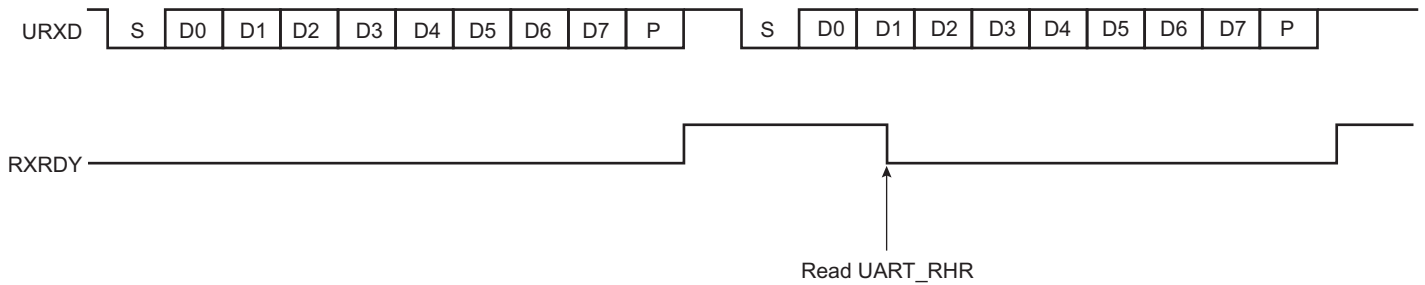 URXD S D0 D1 D2 D3 D4 D5 D6 D7 P S D0 D1 D2 D3 D4 D5 D6 D7 P
RXRDY
Read UART_RHR